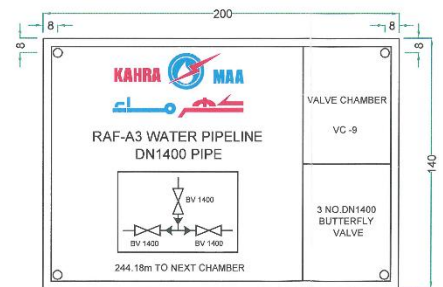 200
8
8
8
8
KAHRA MAA
RAF-A3 WATER PIPELINE
DN1400 PIPE
BV 1400
BV 1400
BV 1400
244.18m TO NEXT CHAMBER
VALVE CHAMBER
VC -9
3 NO.DN1400
BUTTERFLY
VALVE
140